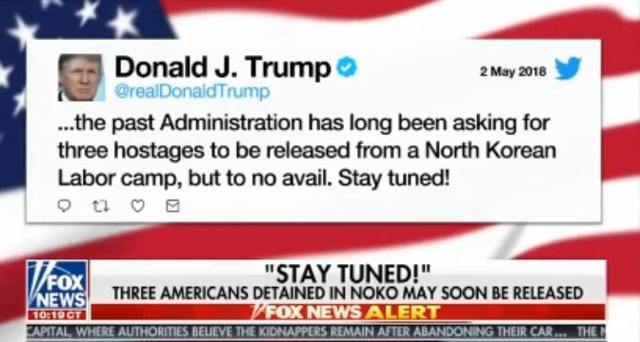 Donald J. Trump
@realDonaldTrump
2 May 2018
...the past Administration has long been asking for
three hostages to be released from a North Korean
Labor camp, but to no avail. Stay tuned!
"STAY TUNED!"
THREE AMERICANS DETAINED IN NOKO MAY SOON BE RELEASED
FOX
NEWS
10:19 CT
FOX NEWS ALERT
CAPITAL, WHERE AUTHORITIES BELIEVE THE KIDNAPPERS REMAIN AFTER ABANDONING THEIR CAR... THE